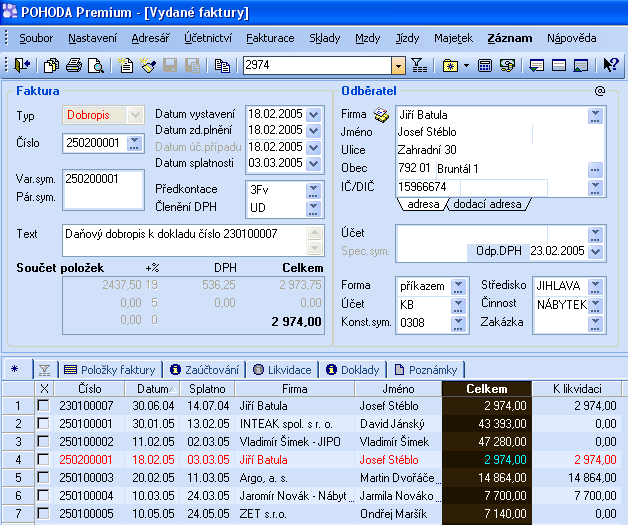 POHODA Premium - [Vydané faktury]
Soubor Nastavení Adresář Účetnictví Fakturace Sklady Mzdy Jízdy Majetek Záznam Nápověda
2974
Faktura
Typ Dobropis
Číslo 250200001
Var.sym. 250200001
Pár.sym.
Datum vystavení 18.02.2005
Datum zd.plnění 18.02.2005
Datum úč.případu 18.02.2005
Datum splatnosti 03.03.2005
Předkontace 3Fv
Členění DPH UD
Text Daňový dobropis k dokladu číslo 230100007
Součet položek +% DPH Celkem
2437,50 19 536,25 2 973,75
0,00 5 0,00 0,00
0,00 0 2 974,00
Odběratel @
Firma Jiří Batula
Jméno Josef Stéblo
Ulice Zahradní 30
Obec 792 01 Bruntál 1
IČ/DIČ 15966674
adresa dodací adresa
Účet
Spec.sym. Odp.DPH 23.02.2005
Forma příkazem Středisko JIHLAVA
Účet KB Činnost NÁBYTEK
Konst.sym. 0308 Zakázka
* Položky faktury Zaúčtování Likvidace Doklady Poznámky
X Číslo Datum Splatno Firma Jméno Celkem K likvidaci
1 230100007 30.06.04 14.07.04 Jiří Batula Josef Stéblo 2 974,00 2 974,00
2 250100001 30.01.05 13.02.05 INTEAK spol. s r. o. David Jánský 43 393,00 0,00
3 250100002 11.02.05 02.03.05 Vladimír Šimek - JIPO Vladimír Šimek 47 280,00 0,00
4 250200001 18.02.05 03.03.05 Jiří Batula Josef Stéblo 2 974,00 2 974,00
5 250100003 20.02.05 11.03.05 Argo, a. s. Martin Dvořáče... 14 864,00 14 864,00
6 250100004 10.03.05 24.03.05 Jaromír Novák - Nábyt... Jarmila Nováko... 7 700,00 7 700,00
7 250100005 10.05.05 24.05.05 ZET s.r.o. Ondřej Maršík 7 140,00 0,00